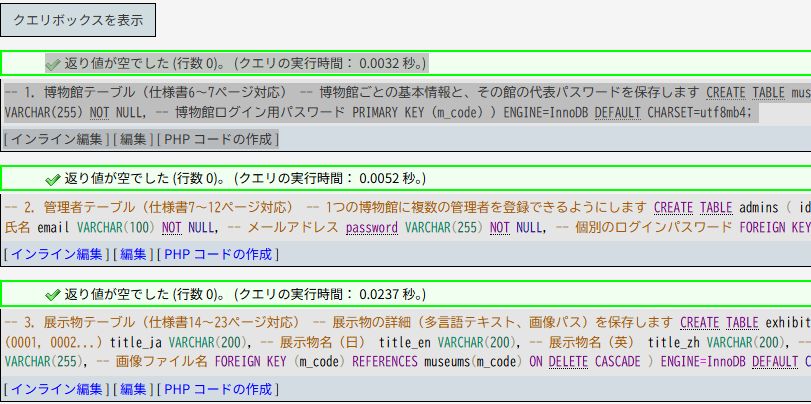 クエリボックスを表示
返り値が空でした (行数 0)。 (クエリの実行時間： 0.0032 秒。)
-- 1. 博物館テーブル（仕様書6〜7ページ対応） -- 博物館ごとの基本情報と、その館の代表パスワードを保存します CREATE TABLE mus
VARCHAR(255) NOT NULL, -- 博物館ログイン用パスワード PRIMARY KEY (m_code) ) ENGINE=InnoDB DEFAULT CHARSET=utf8mb4;
[ インライン編集 ] [ 編集 ] [ PHP コードの作成 ]
返り値が空でした (行数 0)。 (クエリの実行時間： 0.0052 秒。)
-- 2. 管理者テーブル（仕様書7〜12ページ対応） -- 1つの博物館に複数の管理者を登録できるようにします CREATE TABLE admins ( id
氏名 email VARCHAR(100) NOT NULL, -- メールアドレス password VARCHAR(255) NOT NULL, -- 個別のログインパスワード FOREIGN KEY
[ インライン編集 ] [ 編集 ] [ PHP コードの作成 ]
返り値が空でした (行数 0)。 (クエリの実行時間： 0.0237 秒。)
-- 3. 展示物テーブル（仕様書14〜23ページ対応） -- 展示物の詳細（多言語テキスト、画像パス）を保存します CREATE TABLE exhibit
(0001, 0002...) title_ja VARCHAR(200), -- 展示物名（日） title_en VARCHAR(200), -- 展示物名（英） title_zh VARCHAR(200), --
VARCHAR(255), -- 画像ファイル名 FOREIGN KEY (m_code) REFERENCES museums(m_code) ON DELETE CASCADE ) ENGINE=InnoDB DEFAULT C
[ インライン編集 ] [ 編集 ] [ PHP コードの作成 ]